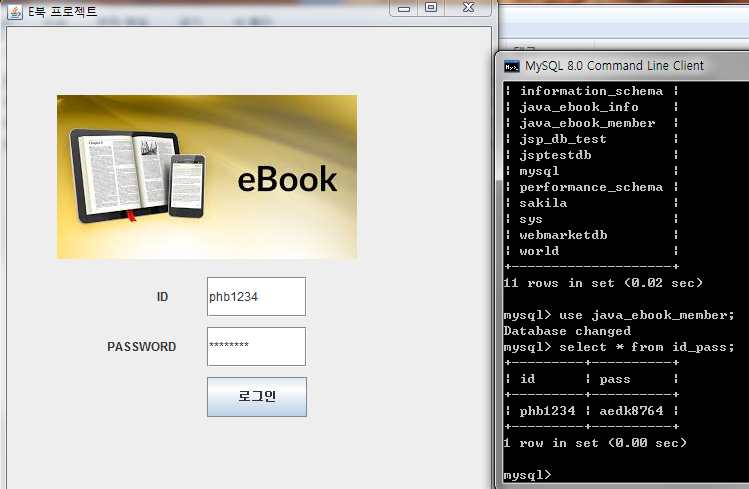 E북 프로젝트
eBook
ID
phb1234
PASSWORD
********
로그인
MySQL 8.0 Command Line Client
| information_schema |
| java_ebook_info |
| java_ebook_member |
| jsp_db_test |
| jsptestdb |
| mysql |
| performance_schema |
| sakila |
| sys |
| webmarketdb |
| world |
+--------------------+
11 rows in set (0.02 sec)
mysql> use java_ebook_member;
Database changed
mysql> select * from id_pass;
+---------+----------+
| id | pass |
+---------+----------+
| phb1234 | aedk8764 |
+---------+----------+
1 row in set (0.00 sec)
mysql>